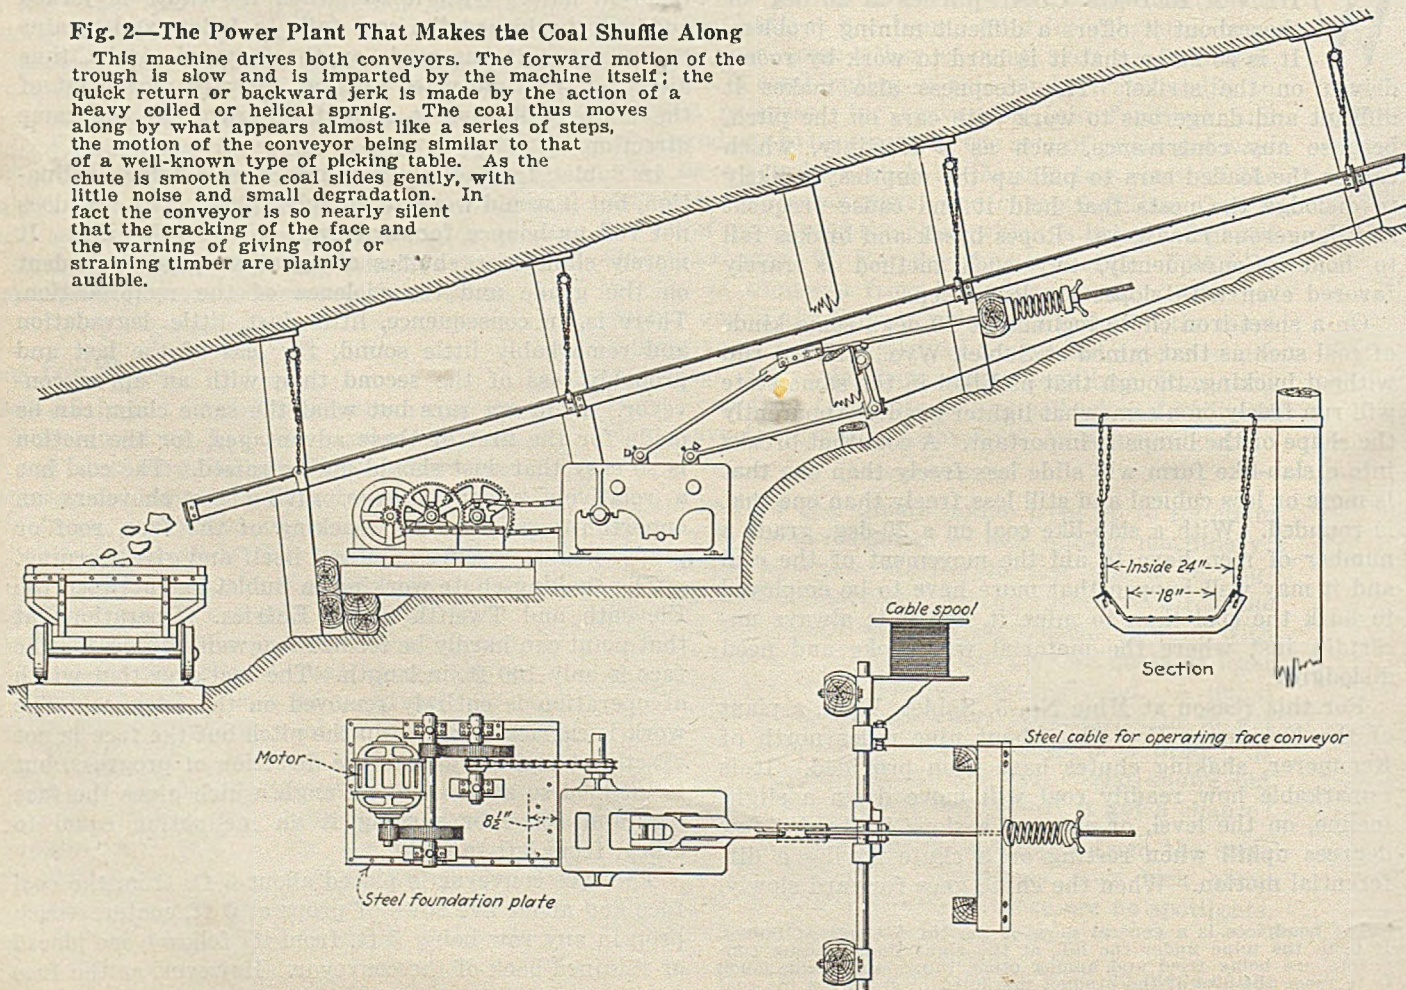 Fig. 2—The Power Plant That Makes the Coal Shuffle Along
This machine drives both conveyors. The forward motion of the
trough is slow and is imparted by the machine itself; the
quick return or backward jerk is made by the action of a
heavy coiled or helical sprnig. The coal thus moves
along by what appears almost like a series of steps,
the motion of the conveyor being similar to that
of a well-known type of picking table. As the
chute is smooth the coal slides gently, with
little noise and small degradation. In
fact the conveyor is so nearly silent
that the cracking of the face and
the warning of giving roof or
straining timber are plainly
audible.
Inside 24"
18"
Section
Cable spool
Steel cable for operating face conveyor
Motor
8½"
Steel foundation plate